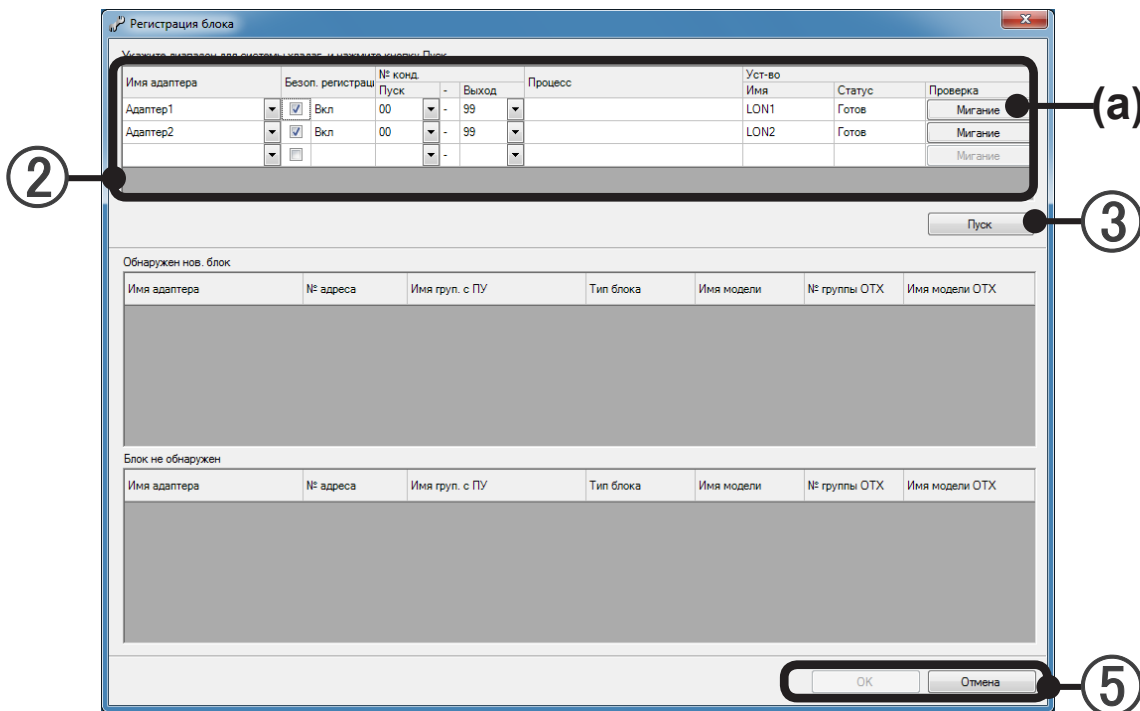 Регистрация блока
Укажите диапазон для системы хладаг. и нажмите кнопку Пуск
Имя адаптера Безоп. регистраци № конд. Процесс Уст-во
Пуск - Выход Имя Статус Проверка
Адаптер1 Вкл 00 - 99 LON1 Готов Мигание
(a)
Адаптер2 Вкл 00 - 99 LON2 Готов Мигание
- Мигание
2
Пуск
3
Обнаружен нов. блок
Имя адаптера № адреса Имя груп. с ПУ Тип блока Имя модели № группы ОТХ Имя модели ОТХ
Блок не обнаружен
Имя адаптера № адреса Имя груп. с ПУ Тип блока Имя модели № группы ОТХ Имя модели ОТХ
OK Отмена
5